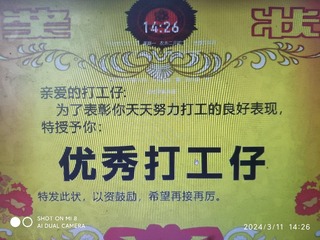 奖 状
14:26
亲爱的打工仔:
为了表彰你天天努力打工的良好表现，
特授予你：
优秀打工仔
特发此状，以资鼓励，希望再接再厉。
SHOT ON MI 8
AI DUAL CAMERA
2024/3/11 14:26